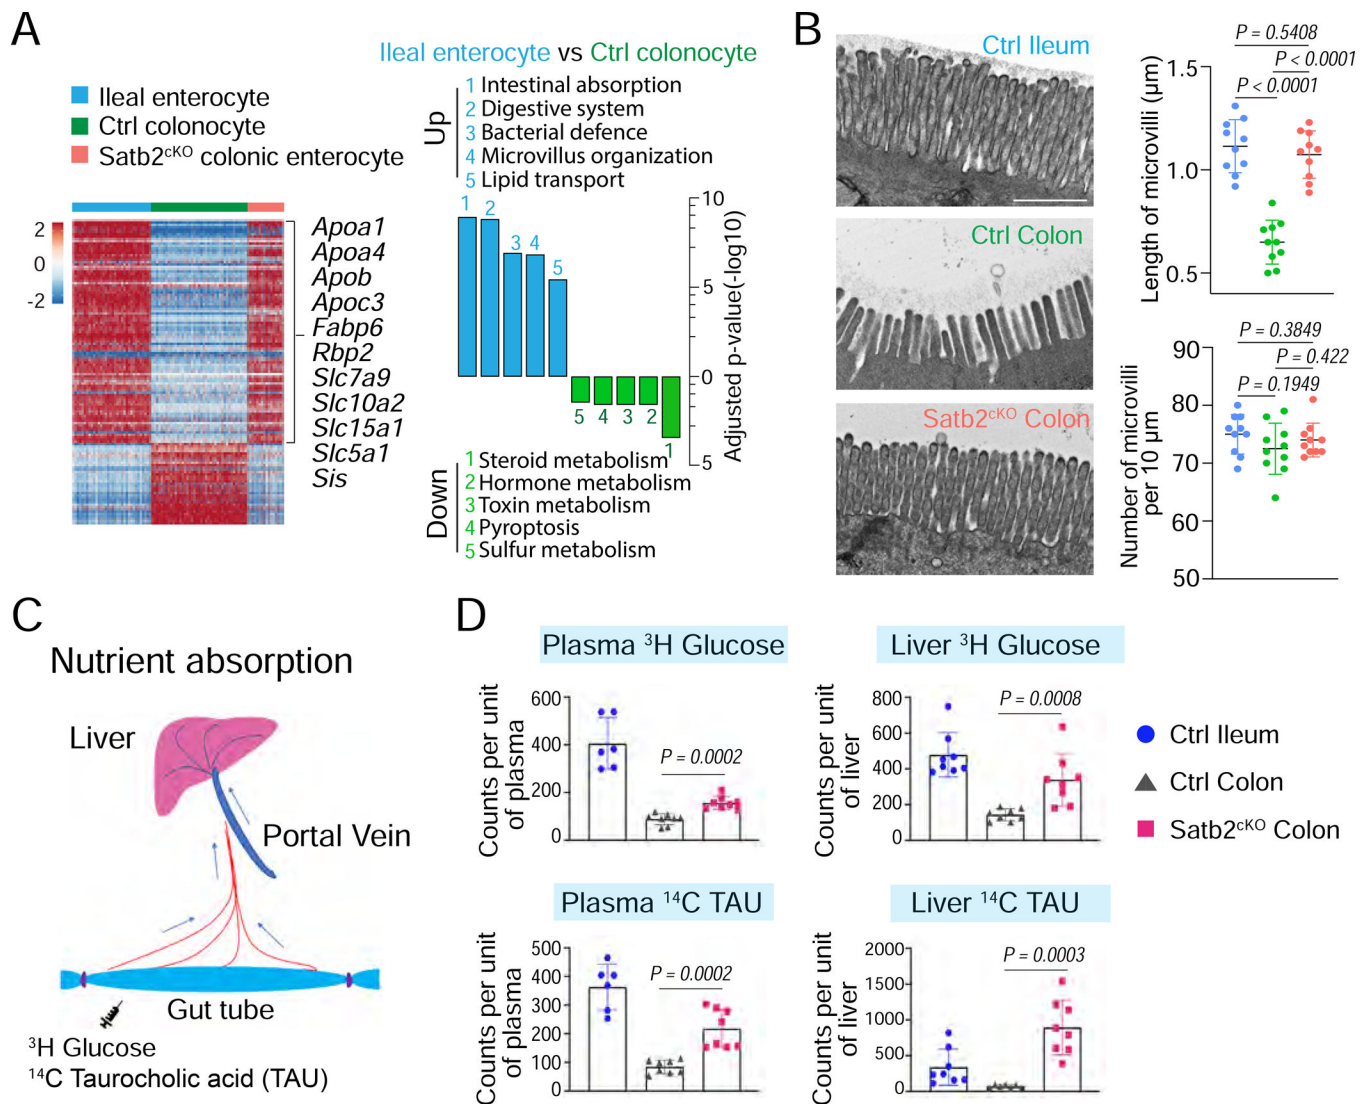 A
Ileal enterocyte
Ctrl colonocyte
Satb2cKO colonic enterocyte
2
0
-2
Apoa1
Apoa4
Apob
Apoc3
Fabp6
Rbp2
Slc7a9
Slc10a2
Slc15a1
Slc5a1
Sis
Ileal enterocyte vs Ctrl colonocyte
Up
1 Intestinal absorption
2 Digestive system
3 Bacterial defence
4 Microvillus organization
5 Lipid transport
1
2
3 4
5
5 4 3 2
1
10
5
0
5
Adjusted p-value(-log10)
Down
1 Steroid metabolism
2 Hormone metabolism
3 Toxin metabolism
4 Pyroptosis
5 Sulfur metabolism
B
Ctrl Ileum
Ctrl Colon
Satb2cKO Colon
P = 0.5408
P < 0.0001
P < 0.0001
1.5
1.0
0.5
Length of microvilli (μm)
P = 0.3849
P = 0.422
P = 0.1949
90
80
70
60
50
Number of microvilli
per 10 μm
C
Nutrient absorption
Liver
Portal Vein
Gut tube
3H Glucose
14C Taurocholic acid (TAU)
D
Plasma 3H Glucose
Counts per unit
of plasma
600
400
200
0
P = 0.0002
Liver 3H Glucose
Counts per unit
of liver
800
600
400
200
0
P = 0.0008
Plasma 14C TAU
Counts per unit
of plasma
500
400
300
200
100
0
P = 0.0002
Liver 14C TAU
Counts per unit
of liver
2000
1500
1000
500
0
P = 0.0003
Ctrl Ileum
Ctrl Colon
Satb2cKO Colon